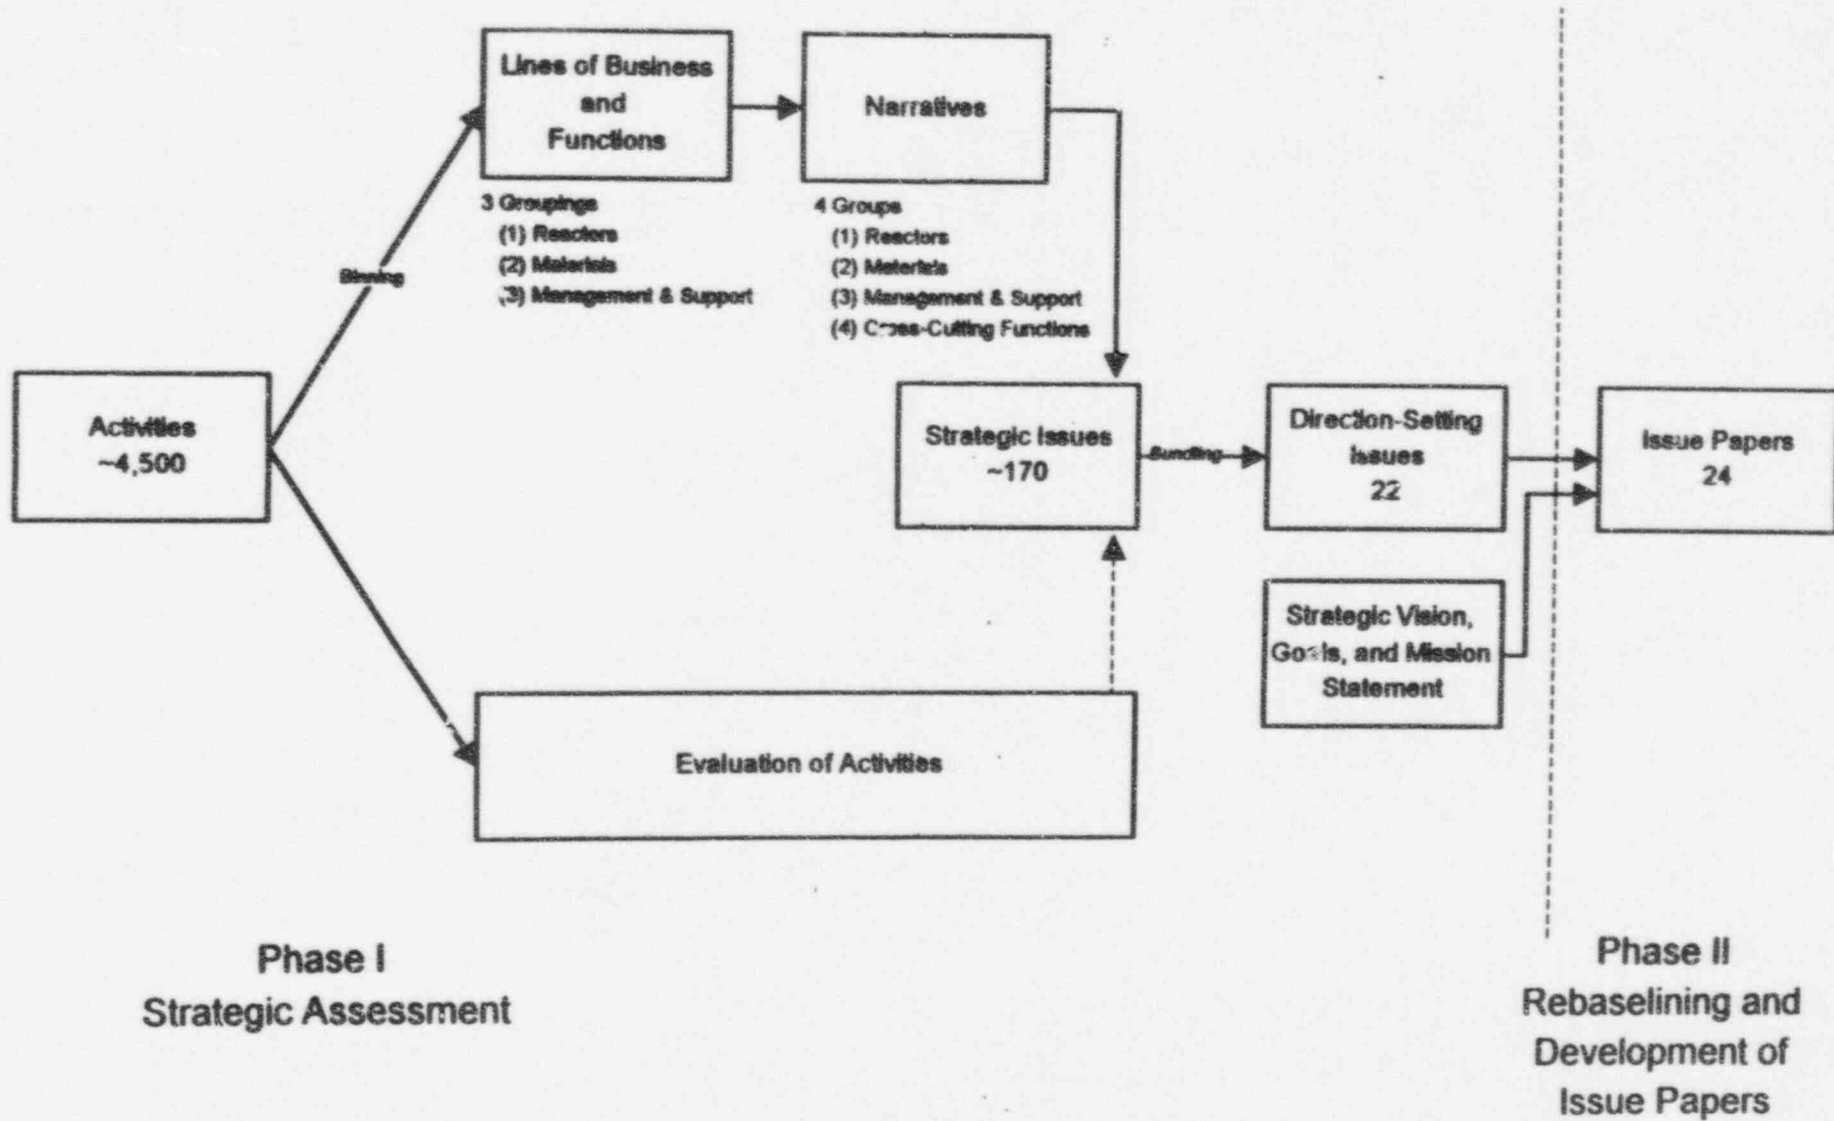 Lines of Business
and
Functions
Narratives
3 Groupings
(1) Reactors
(2) Materials
(3) Management & Support
4 Groups
(1) Reactors
(2) Materials
(3) Management & Support
(4) Cross-Cutting Functions
Binning
Activities
~4,500
Strategic Issues
~170
Bundling
Direction-Setting
Issues
22
Issue Papers
24
Strategic Vision,
Goals, and Mission
Statement
Evaluation of Activities
Phase I
Strategic Assessment
Phase II
Rebaselining and
Development of
Issue Papers